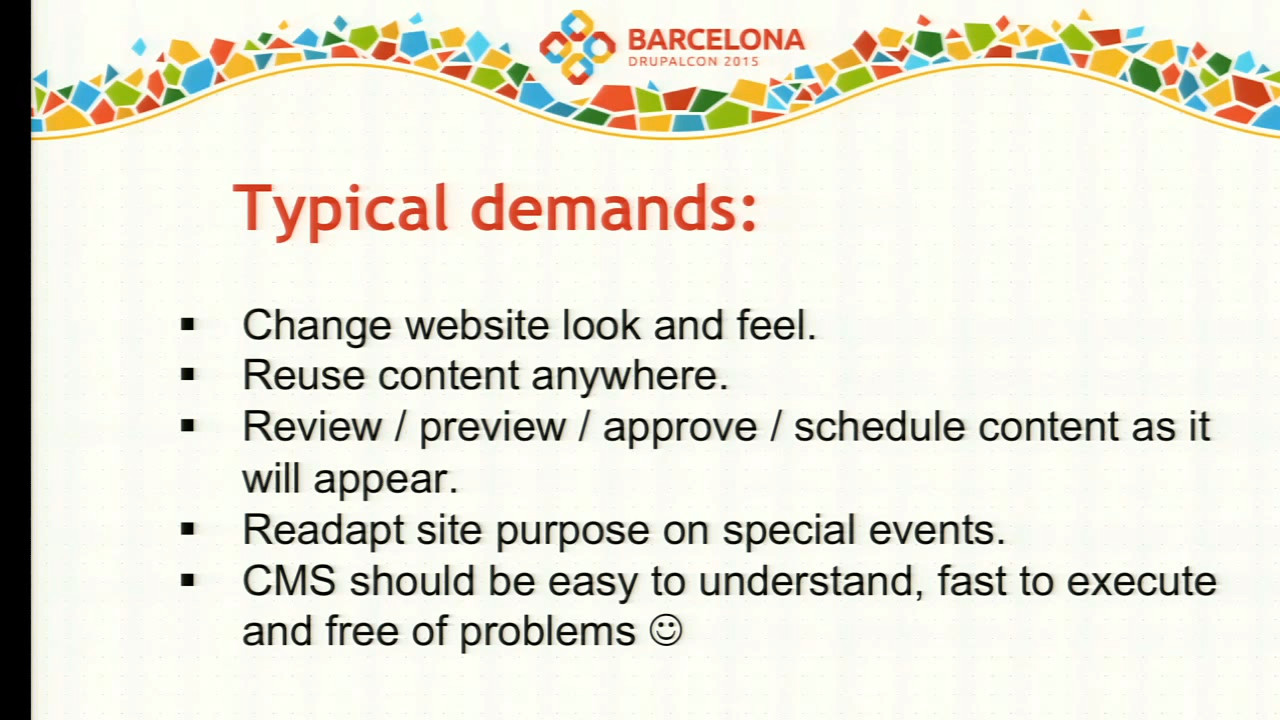 BARCELONA
DRUPALCON 2015
Typical demands:
▪ Change website look and feel.
▪ Reuse content anywhere.
▪ Review / preview / approve / schedule content as it
will appear.
▪ Readapt site purpose on special events.
▪ CMS should be easy to understand, fast to execute
and free of problems ☺